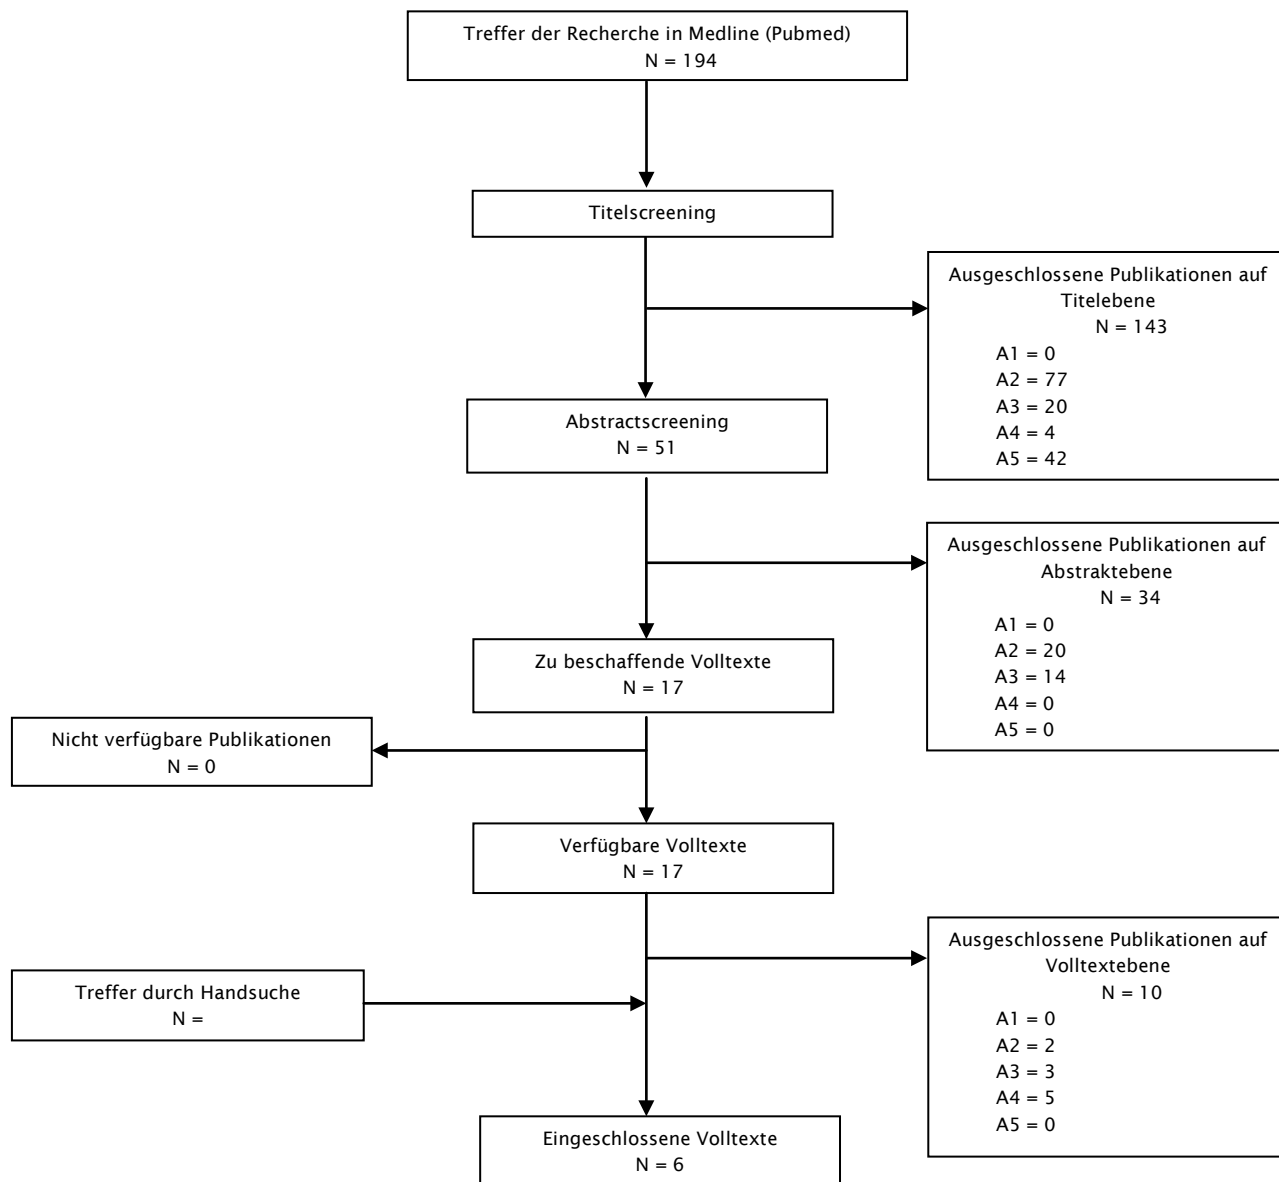 Treffer der Recherche in Medline (Pubmed)
N = 194
Titelscreening
Ausgeschlossene Publikationen auf
Titelebene
N = 143
A1 = 0
A2 = 77
A3 = 20
A4 = 4
A5 = 42
Abstractscreening
N = 51
Ausgeschlossene Publikationen auf
Abstraktebene
N = 34
A1 = 0
A2 = 20
A3 = 14
A4 = 0
A5 = 0
Zu beschaffende Volltexte
N = 17
Nicht verfügbare Publikationen
N = 0
Verfügbare Volltexte
N = 17
Ausgeschlossene Publikationen auf
Volltextebene
N = 10
A1 = 0
A2 = 2
A3 = 3
A4 = 5
A5 = 0
Treffer durch Handsuche
N =
Eingeschlossene Volltexte
N = 6